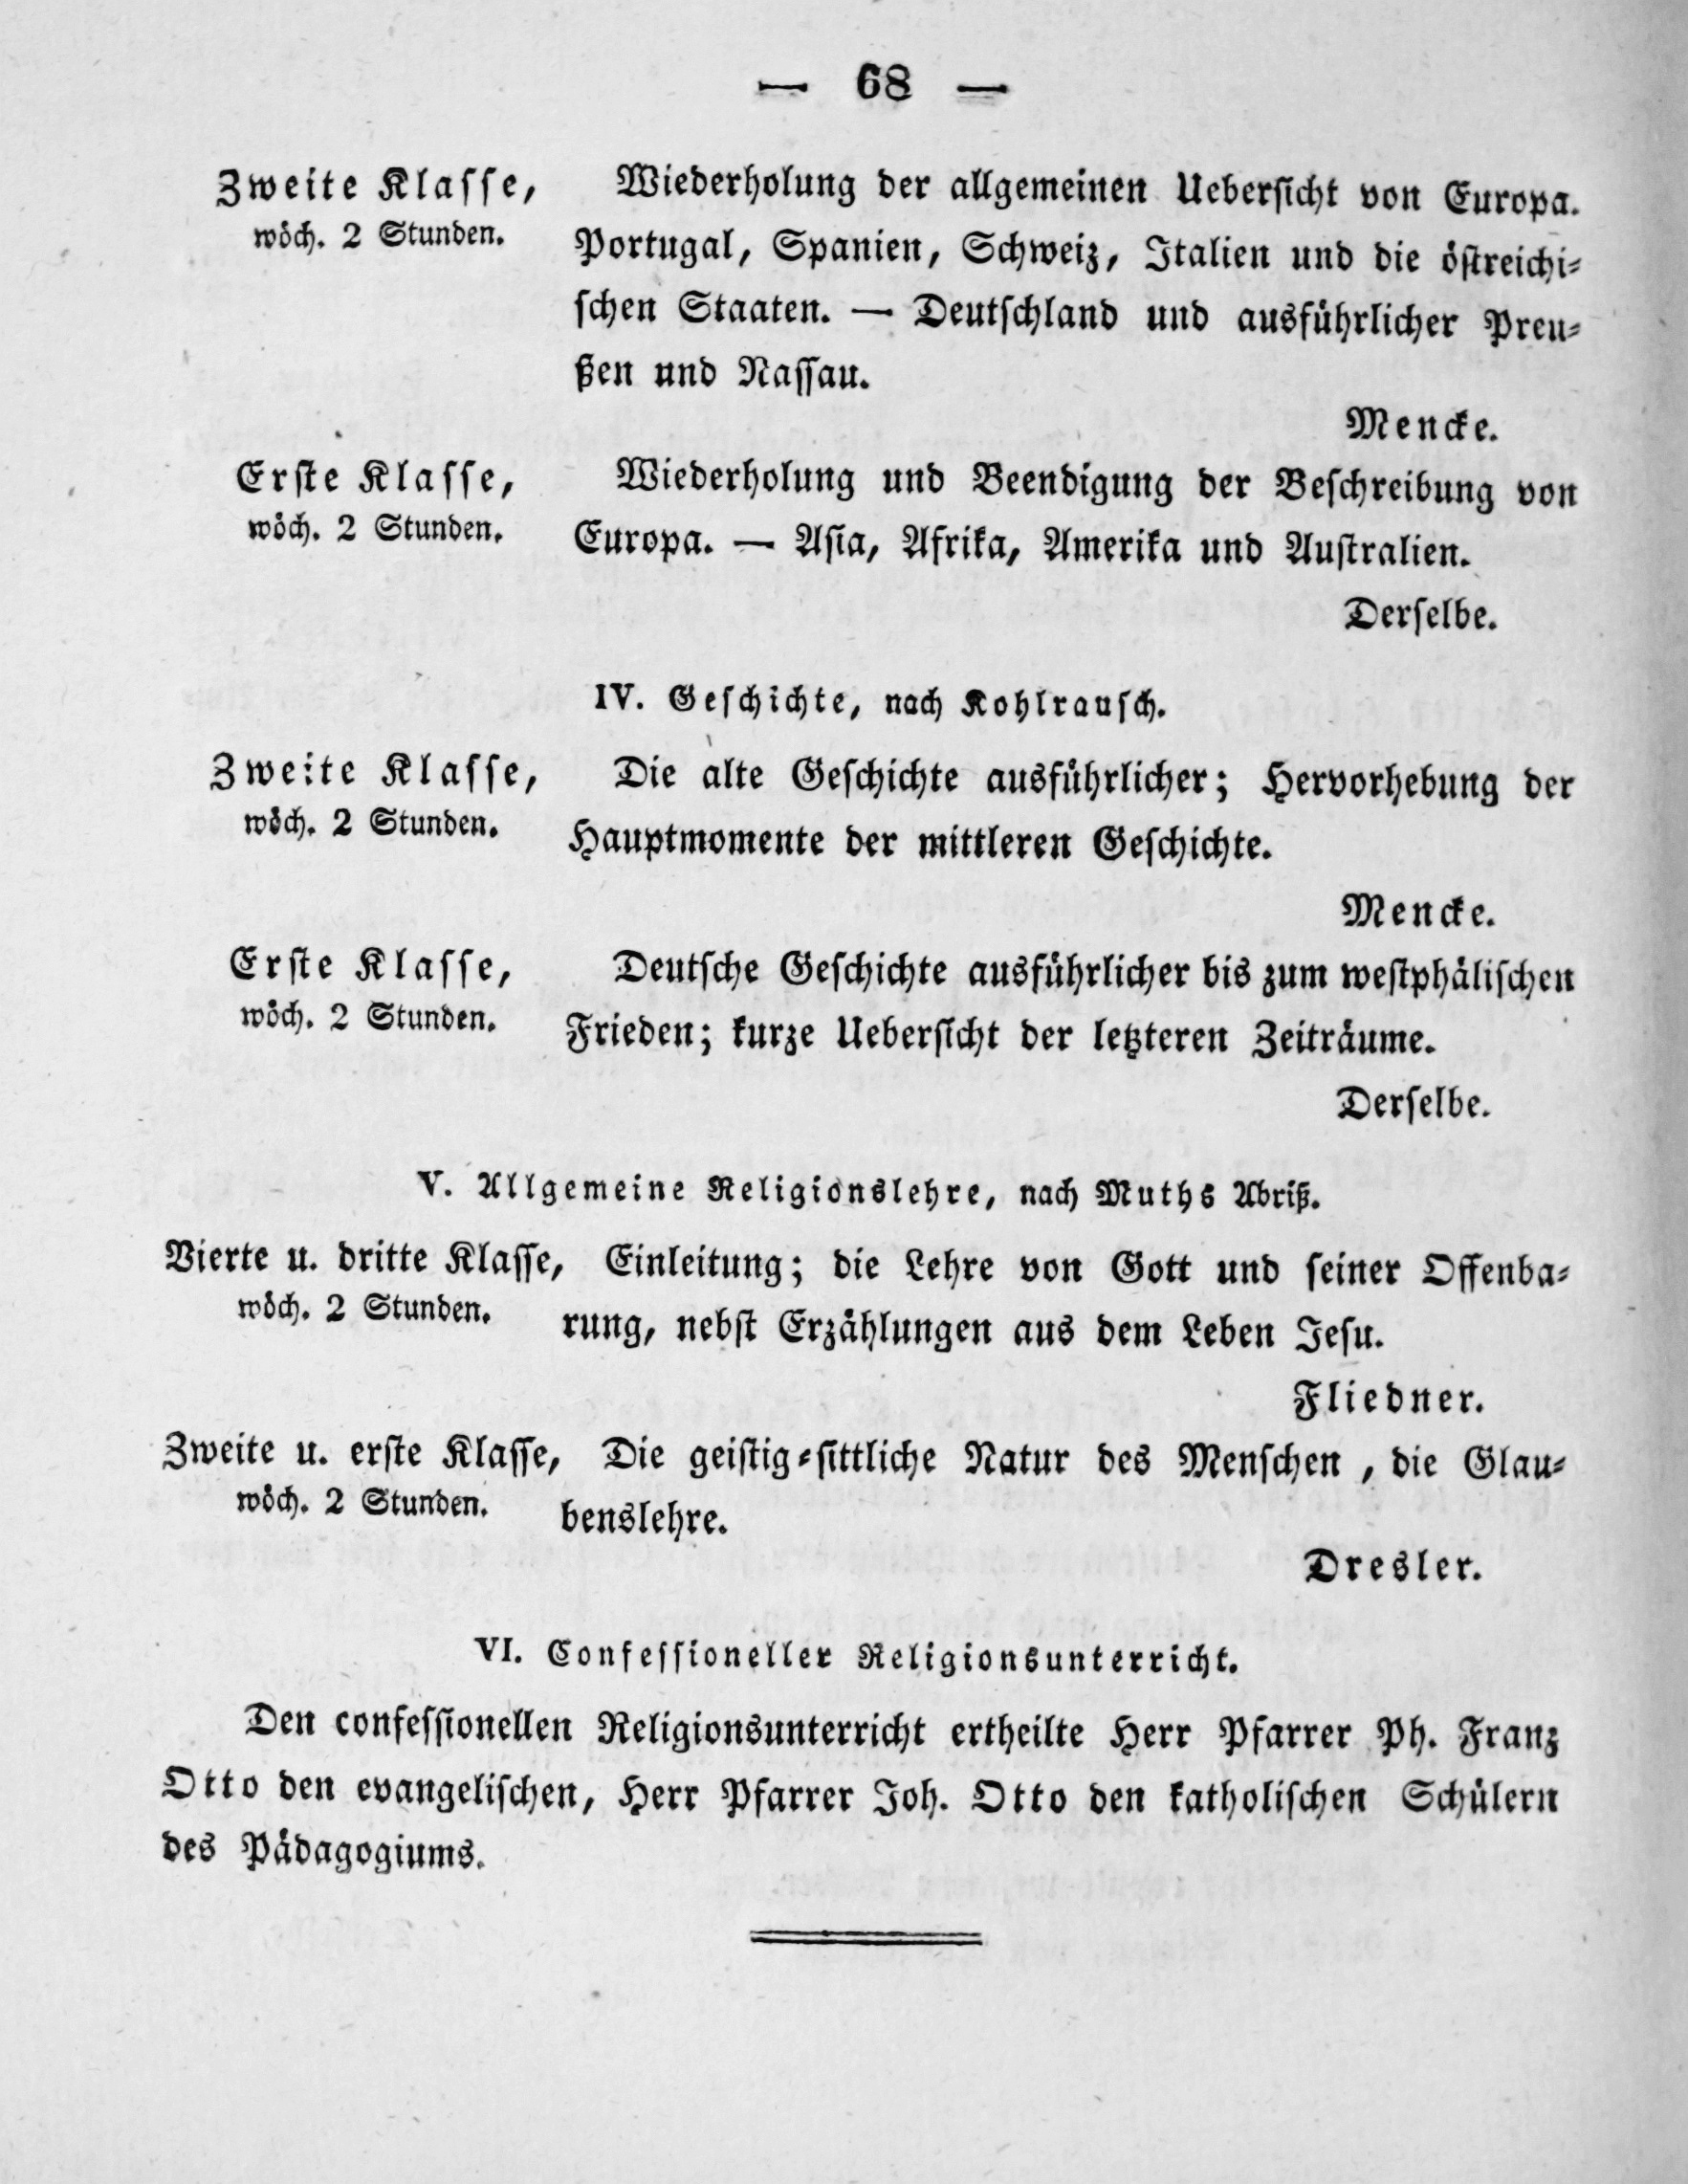 — 68 —
Zweite Klasse, Wiederholung der allgemeinen Uebersicht von Europa.
wöch. 2 Stunden. Portugal, Spanien, Schweiz, Italien und die östreichi-
schen Staaten. — Deutschland und ausführlicher Preu-
ßen und Nassau.
Mencke.
Erste Klasse, Wiederholung und Beendigung der Beschreibung von
wöch. 2 Stunden. Europa. — Asia, Afrika, Amerika und Australien.
Derselbe.
IV. Geschichte, nach Kohlrausch.
Zweite Klasse, Die alte Geschichte ausführlicher; Hervorhebung der
wöch. 2 Stunden. Hauptmomente der mittleren Geschichte.
Mencke.
Erste Klasse, Deutsche Geschichte ausführlicher bis zum westphälischen
wöch. 2 Stunden. Frieden; kurze Uebersicht der letzteren Zeiträume.
Derselbe.
V. Allgemeine Religionslehre, nach Muths Abriß.
Vierte u. dritte Klasse, Einleitung; die Lehre von Gott und seiner Offenba-
wöch. 2 Stunden. rung, nebst Erzählungen aus dem Leben Jesu.
Fliedner.
Zweite u. erste Klasse, Die geistig-sittliche Natur des Menschen , die Glau-
wöch. 2 Stunden. benslehre.
Dresler.
VI. Confessioneller Religionsunterricht.
Den confessionellen Religionsunterricht ertheilte Herr Pfarrer Ph. Franz
Otto den evangelischen, Herr Pfarrer Joh. Otto den katholischen Schülern
des Pädagogiums.